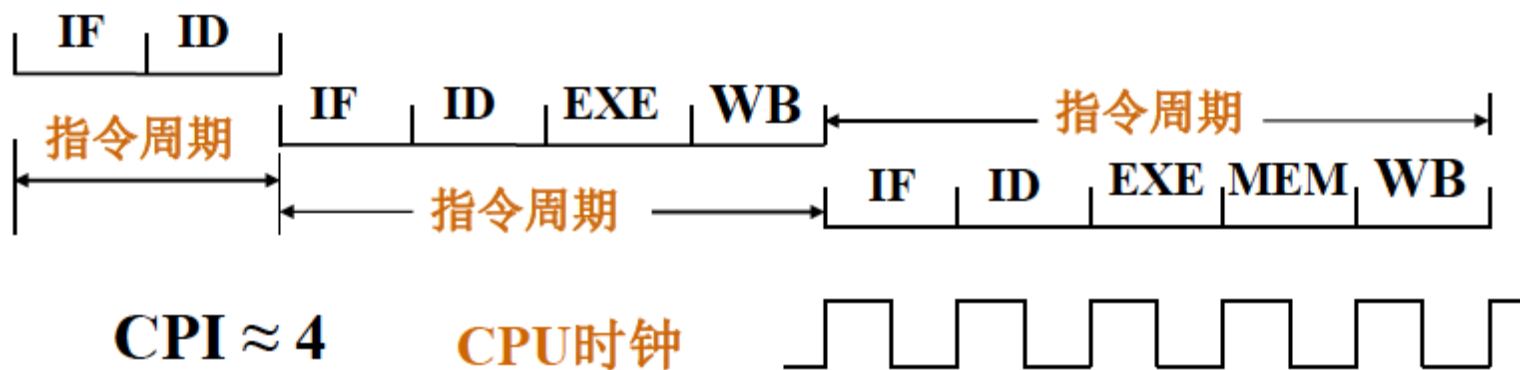 IF ID
IF ID EXE WB
指令周期
指令周期
IF ID EXE MEM WB
指令周期
CPI ≈ 4
CPU时钟